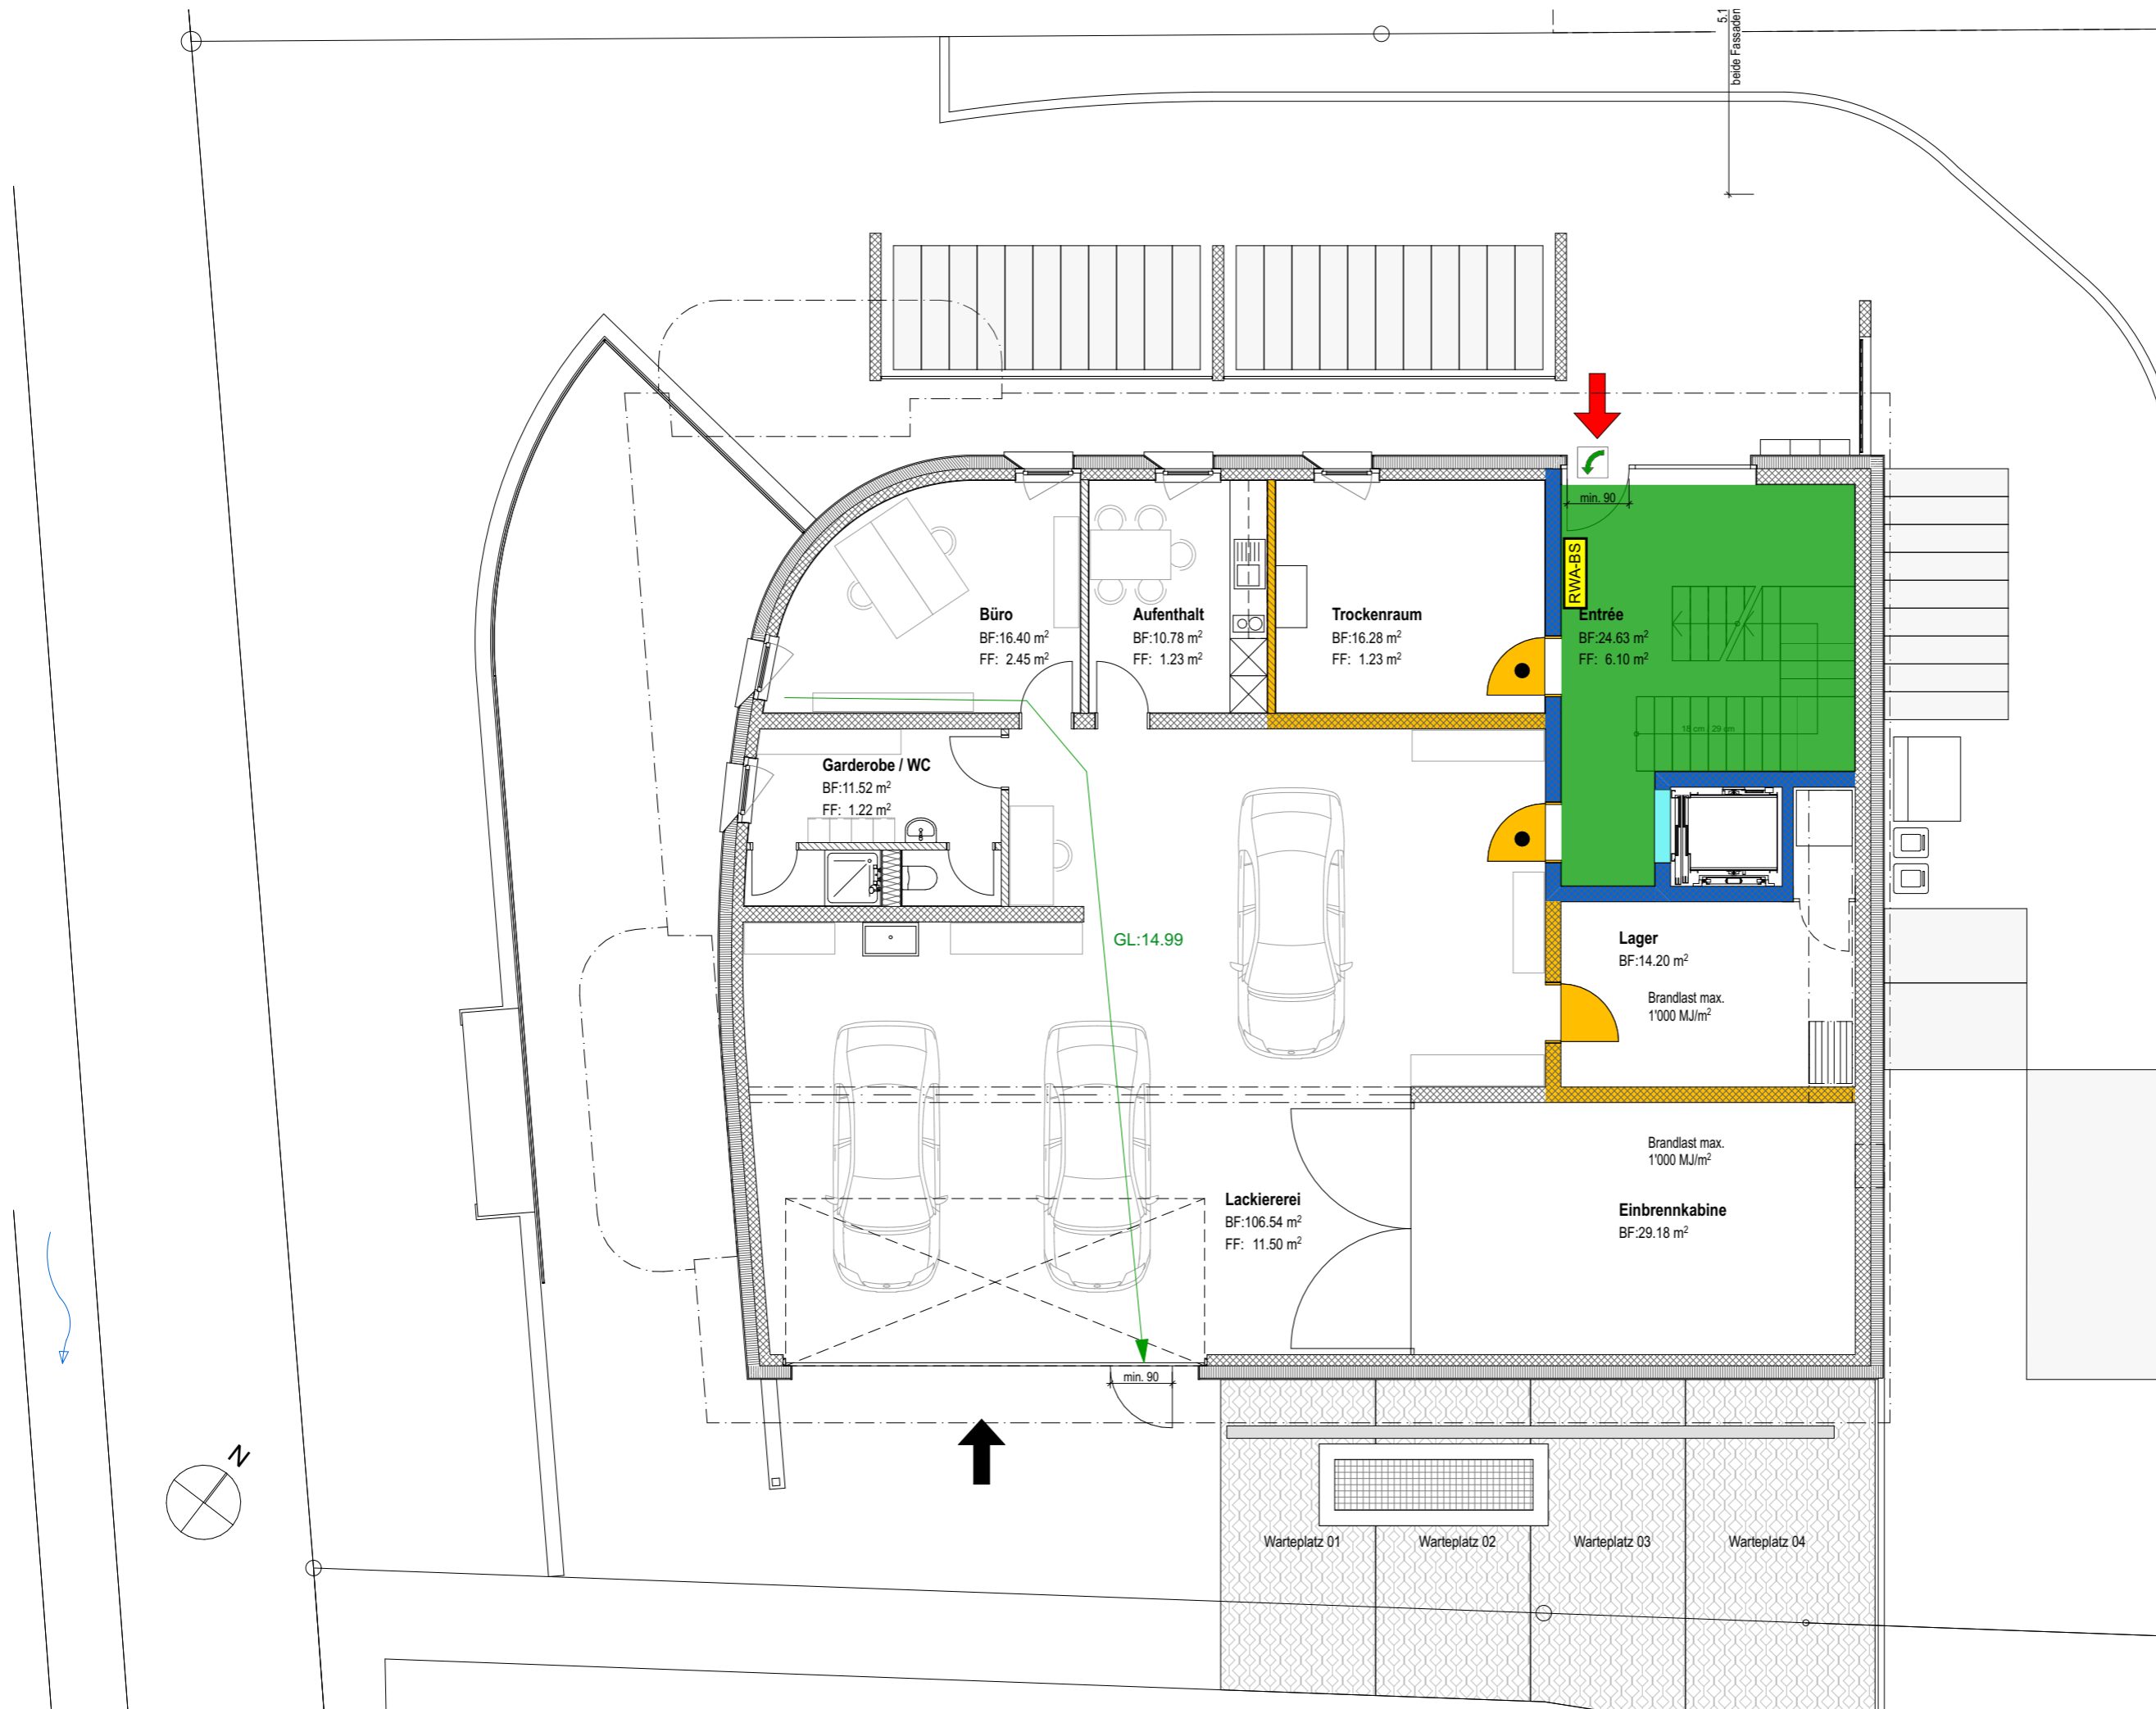 5.1
beide Fassaden
min. 90
RWA-BS
Büro
BF:16.40 m²
FF: 2.45 m²
Aufenthalt
BF:10.78 m²
FF: 1.23 m²
Trockenraum
BF:16.28 m²
FF: 1.23 m²
Entrée
BF:24.63 m²
FF: 6.10 m²
18 cm 29 cm
Garderobe / WC
BF:11.52 m²
FF: 1.22 m²
GL:14.99
Lager
BF:14.20 m²
Brandlast max.
1'000 MJ/m²
Brandlast max.
1'000 MJ/m²
Lackiererei
BF:106.54 m²
FF: 11.50 m²
Einbrennkabine
BF:29.18 m²
min. 90
N
Warteplatz 01
Warteplatz 02
Warteplatz 03
Warteplatz 04